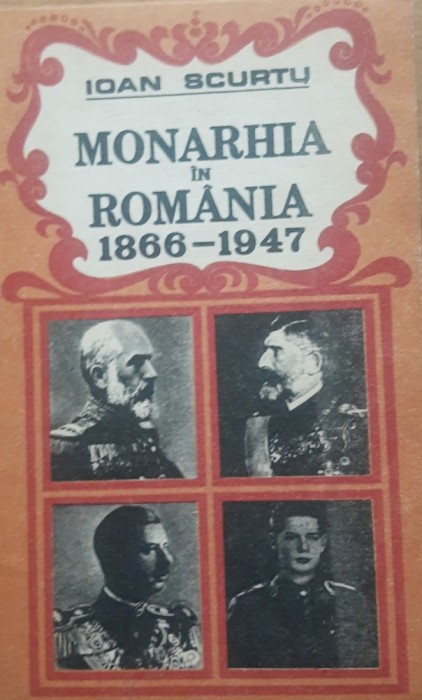 IOAN SCURTU
MONARHIA
ÎN
ROMÂNIA
1866-1947